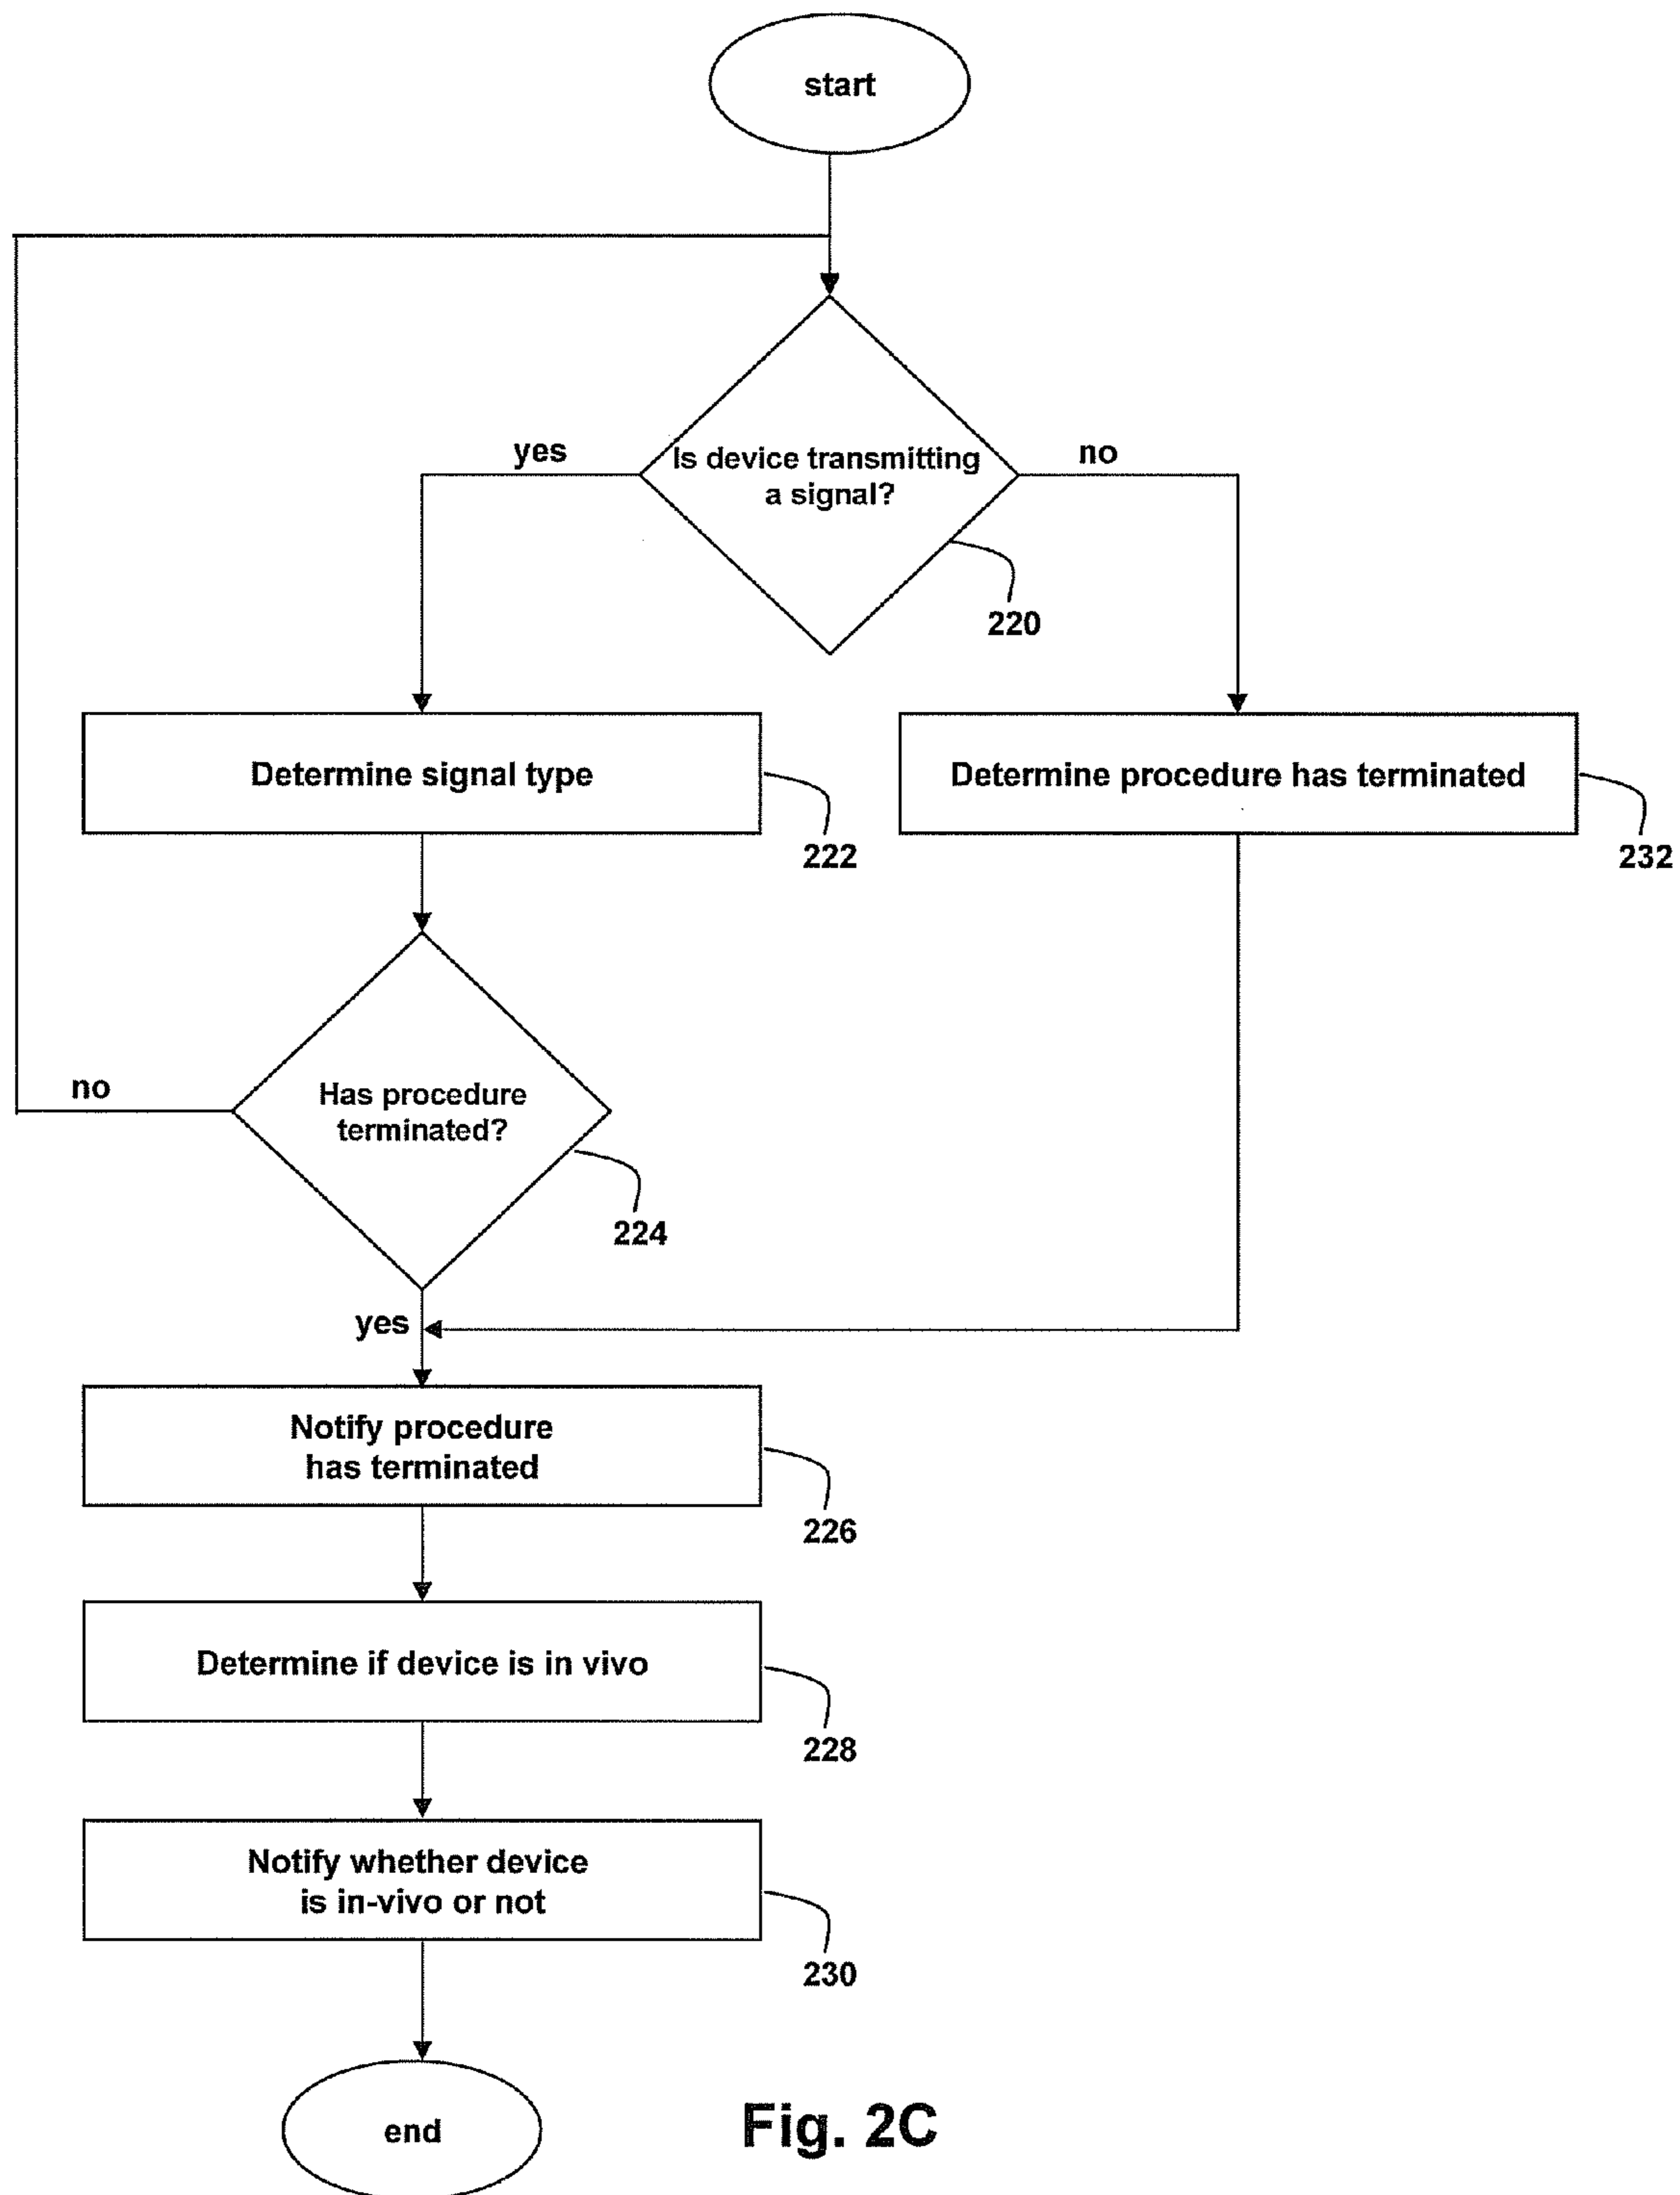 start
yes
Is device transmitting
a signal?
no
220
Determine signal type
222
Determine procedure has terminated
232
no
Has procedure
terminated?
224
yes
Notify procedure
has terminated
226
Determine if device is in vivo
228
Notify whether device
is in-vivo or not
230
end
Fig. 2C